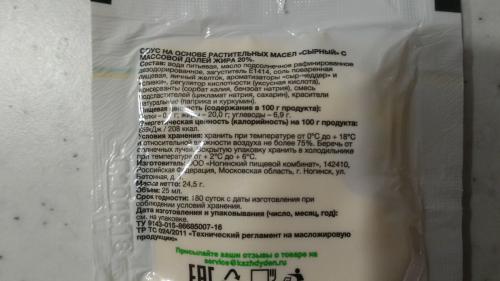 СОУС НА ОСНОВЕ РАСТИТЕЛЬНЫХ МАСЕЛ «СЫРНЫЙ» С
МАССОВОЙ ДОЛЕЙ ЖИРА 20%.
Состав: вода питьевая, масло подсолнечное рафинированное
дезодорированное, загуститель Е1414, соль поваренная
пищевая, яичный желток, ароматизаторы «сыр-чеддер» и
«сливки», регулятор кислотности (уксусная кислота),
консерванты (сорбат калия, бензоат натрия), смесь
подсластителей (цикламат натрия, сахарин), красители
натуральные (паприка и куркумин).
Пищевая ценность (содержание в 100 г продукта):
– 20,0 г; углеводы – 6,9 г.
Энергетическая ценность (калорийность) на 100 г продукта:
кДж / 208 ккал.
Условия хранения: хранить при температуре от 0°С до + 18°С
и относительной влажности воздуха не более 75%. Беречь от
солнечных лучей. Вскрытую упаковку хранить в холодильнике
при температуре от + 2°С до + 6°С.
Изготовитель: ООО «Ногинский пищевой комбинат», 142410,
Российская Федерация, Московская область, г. Ногинск, ул.
Бетонная, д.
Масса нетто: 24,5 г.
Объем: 25 мл.
Срок годности: 180 суток с даты изготовления при
соблюдении условий хранения.
Дата изготовления и упаковывания (число, месяц, год):
см. на упаковке.
ТУ 9143-015-86685007-16
ТР ТС 024/2011 «Технический регламент на масложировую
продукцию»
Присылайте ваши отзывы о товаре на
service@kazhdyden.ru
EAC